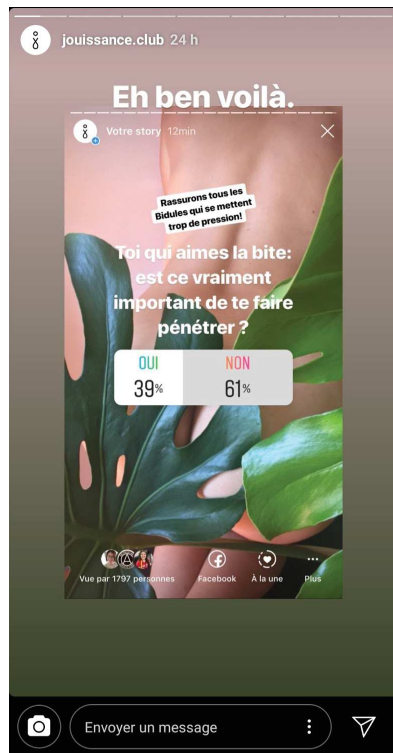 jouissance.club 24 h
Eh ben voilà.
Votre story 12min
Rassurons tous les
Bidules qui se mettent
trop de pression!
Toi qui aimes la bite:
est ce vraiment
important de te faire
pénétrer ?
OUI NON
39% 61%
Vue par 1797 personnes Facebook À la une Plus
Envoyer un message